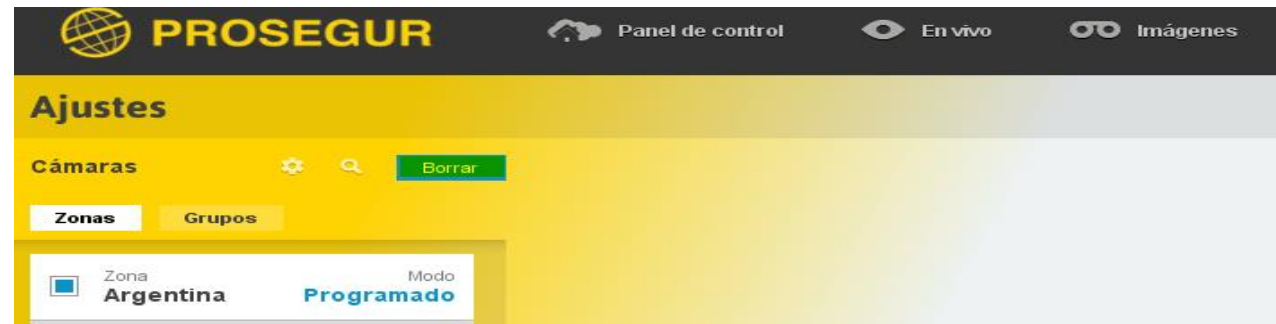 PROSEGUR Panel de control En vivo Imágenes
Ajustes
Cámaras Borrar
Zonas Grupos
Zona Modo
Argentina Programado